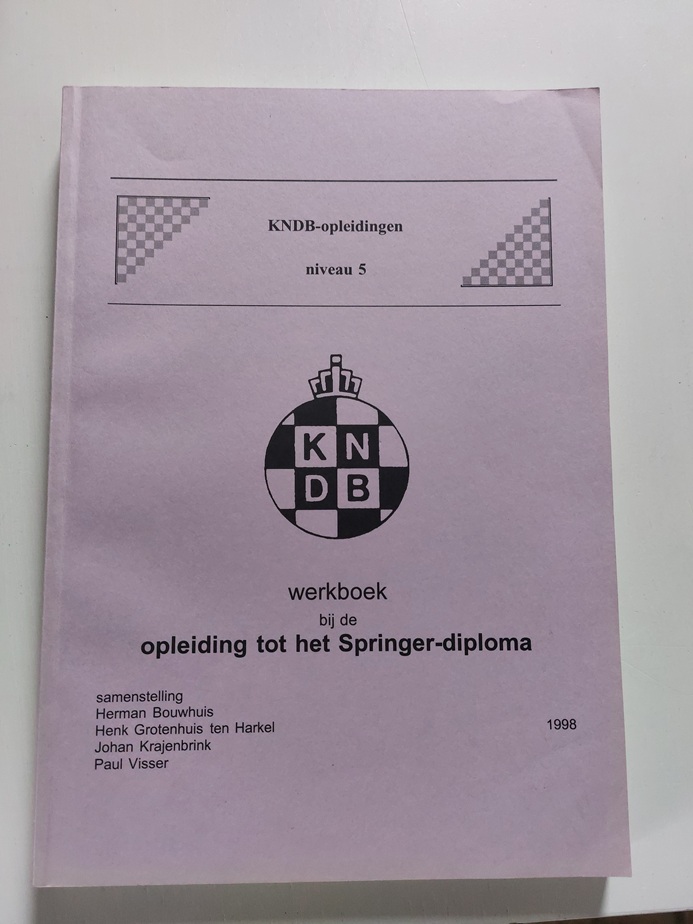 KNDB-opleidingen
niveau 5
K N
D B
werkboek
bij de
opleiding tot het Springer-diploma
samenstelling
Herman Bouwhuis
Henk Grotenhuis ten Harkel
Johan Krajenbrink
Paul Visser
1998